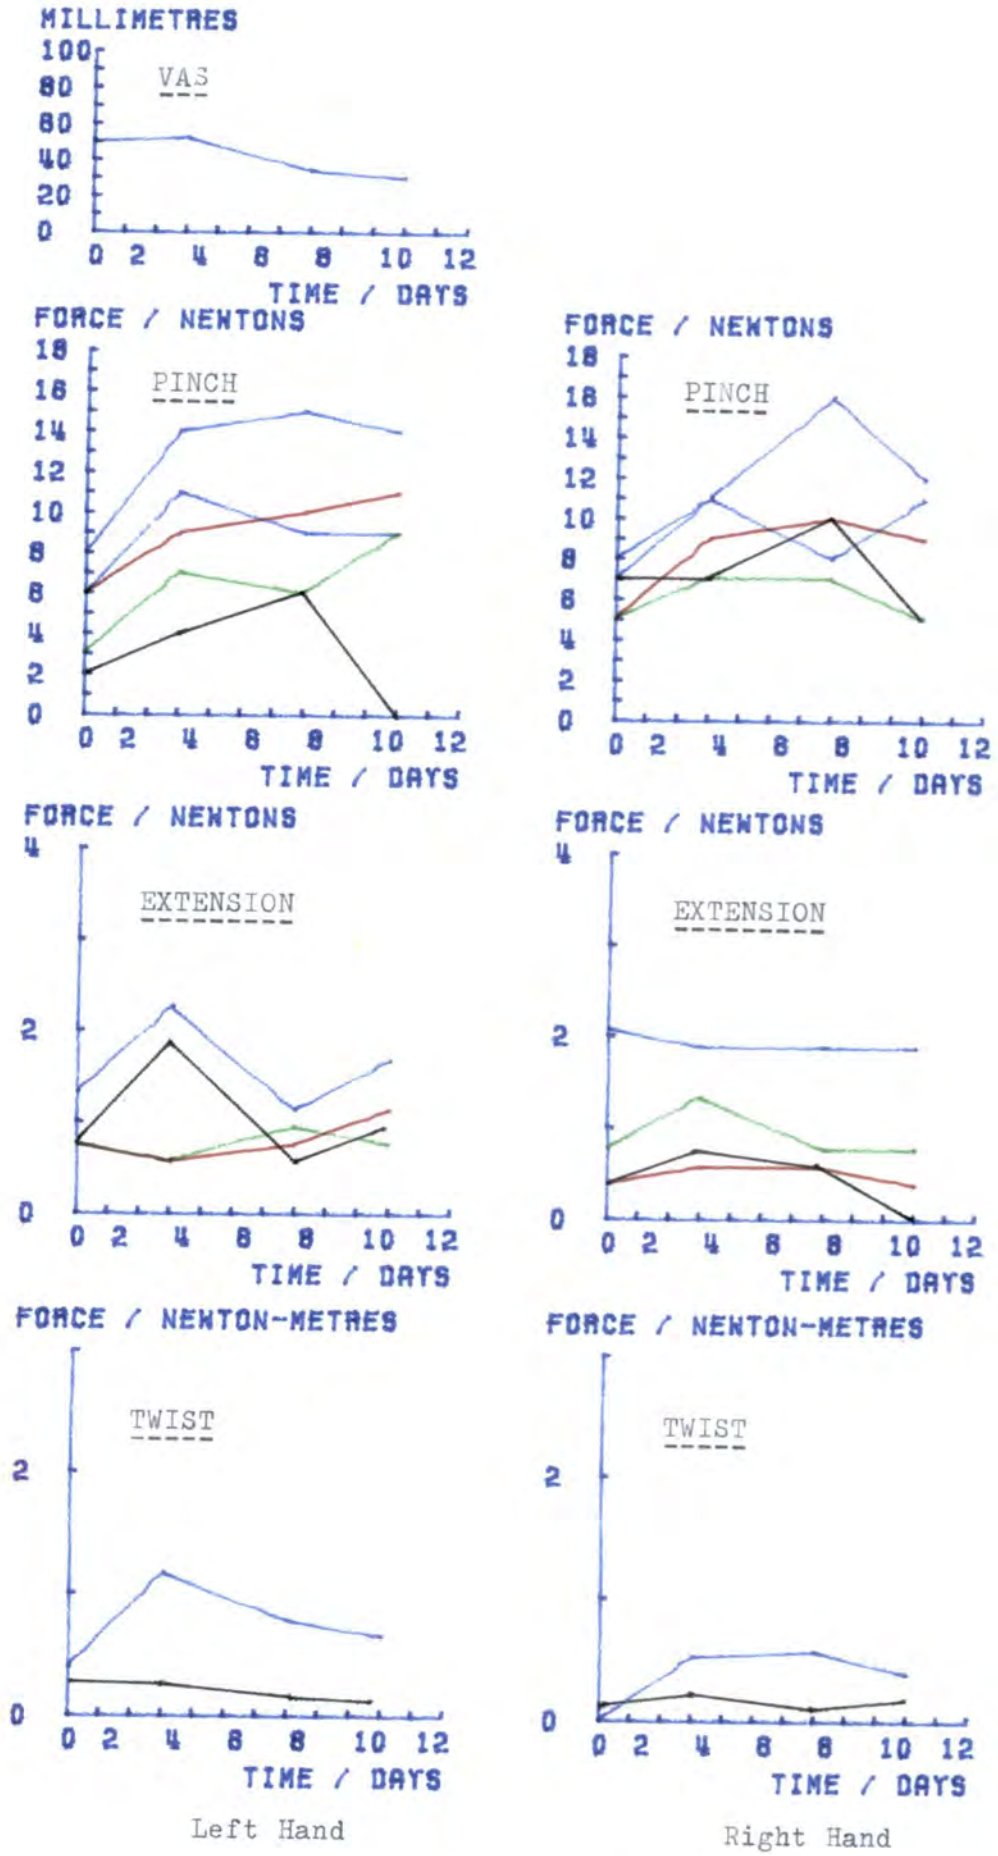 MILLIMETRES
100
VAS
80
60
40
20
0
0 2 4 6 8 10 12
TIME / DAYS
FORCE / NEWTONS
18
PINCH
16
14
12
10
8
6
4
2
0
0 2 4 6 8 10 12
TIME / DAYS
FORCE / NEWTONS
18
PINCH
16
14
12
10
8
6
4
2
0
0 2 4 6 8 10 12
TIME / DAYS
FORCE / NEWTONS
4
EXTENSION
2
0
0 2 4 6 8 10 12
TIME / DAYS
FORCE / NEWTONS
4
EXTENSION
2
0
0 2 4 6 8 10 12
TIME / DAYS
FORCE / NEWTON-METRES
TWIST
2
0
0 2 4 6 8 10 12
TIME / DAYS
Left Hand
FORCE / NEWTON-METRES
TWIST
2
0
0 2 4 6 8 10 12
TIME / DAYS
Right Hand